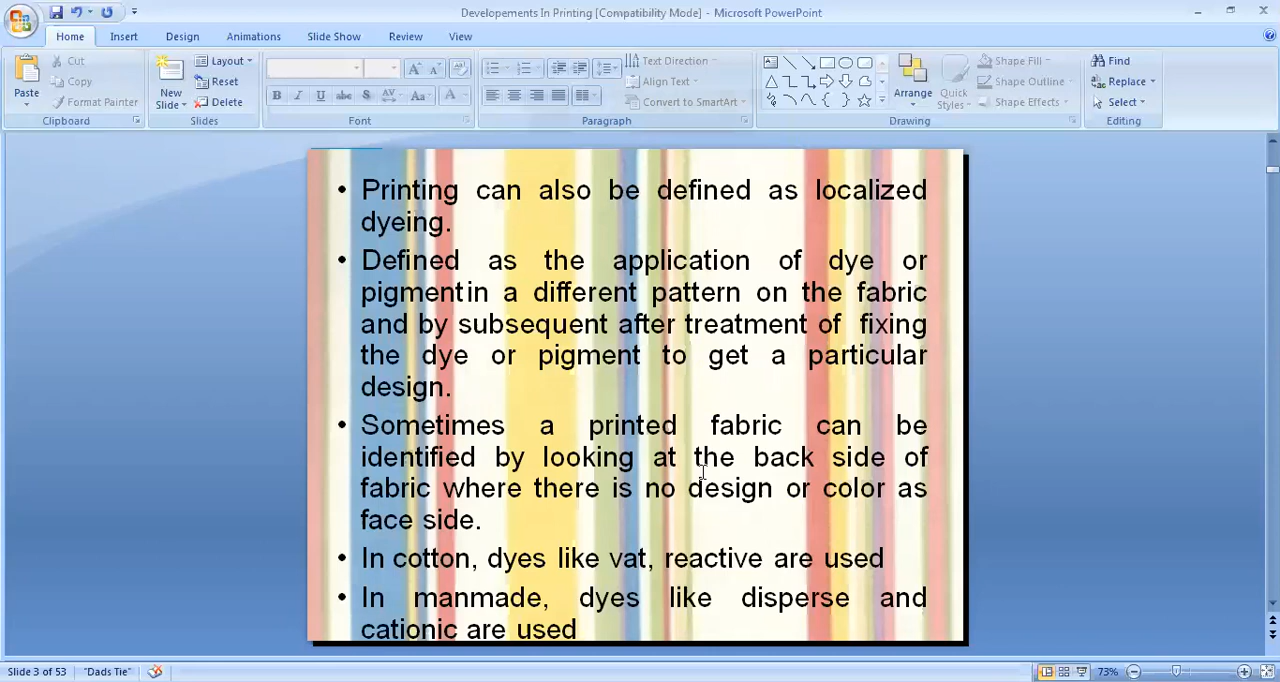 Developements In Printing [Compatibility Mode] - Microsoft PowerPoint
Home Insert Design Animations Slide Show Review View
Paste Cut Copy Format Painter Clipboard
New Slide Layout Reset Delete Slides
B I U abc S AV Aa A Font
Text Direction Align Text Convert to SmartArt Paragraph
Arrange Quick Styles Shape Fill Shape Outline Shape Effects Drawing
Find Replace Select Editing
• Printing can also be defined as localized
dyeing.
• Defined as the application of dye or
pigmentin a different pattern on the fabric
and by subsequent after treatment of fixing
the dye or pigment to get a particular
design.
• Sometimes a printed fabric can be
identified by looking at the back side of
fabric where there is no design or color as
face side.
• In cotton, dyes like vat, reactive are used
• In manmade, dyes like disperse and
cationic are used
Slide 3 of 53 "Dads Tie" 73%